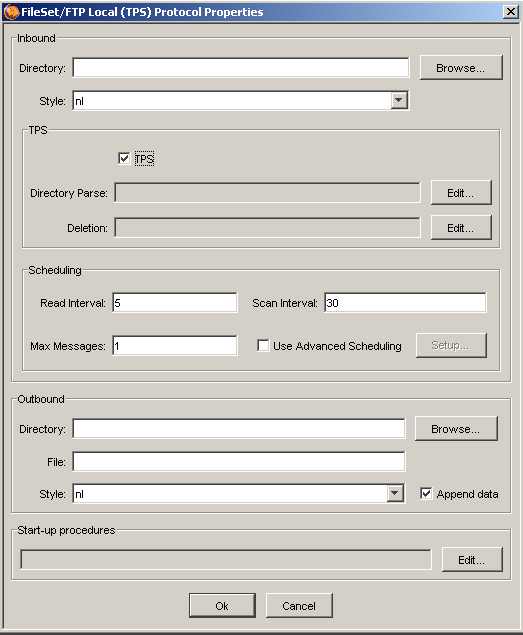 FileSet/FTP Local (TPS) Protocol Properties
Inbound
Directory: Browse...
Style: nl
TPS
TPS
Directory Parse: Edit...
Deletion: Edit...
Scheduling
Read Interval: 5 Scan Interval: 30
Max Messages: 1 Use Advanced Scheduling Setup...
Outbound
Directory: Browse...
File:
Style: nl Append data
Start-up procedures
Edit...
Ok Cancel